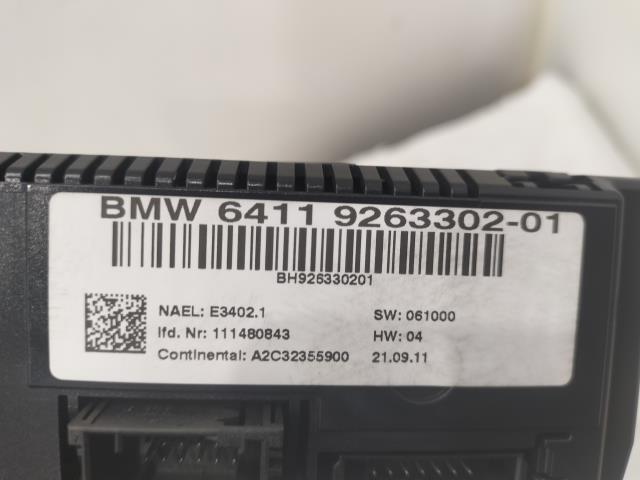 BMW 6411 9263302-01
BH926330201
NAEL: E3402.1 SW: 061000
lfd. Nr: 111480843 HW: 04
Continental: A2C32355900 21.09.11